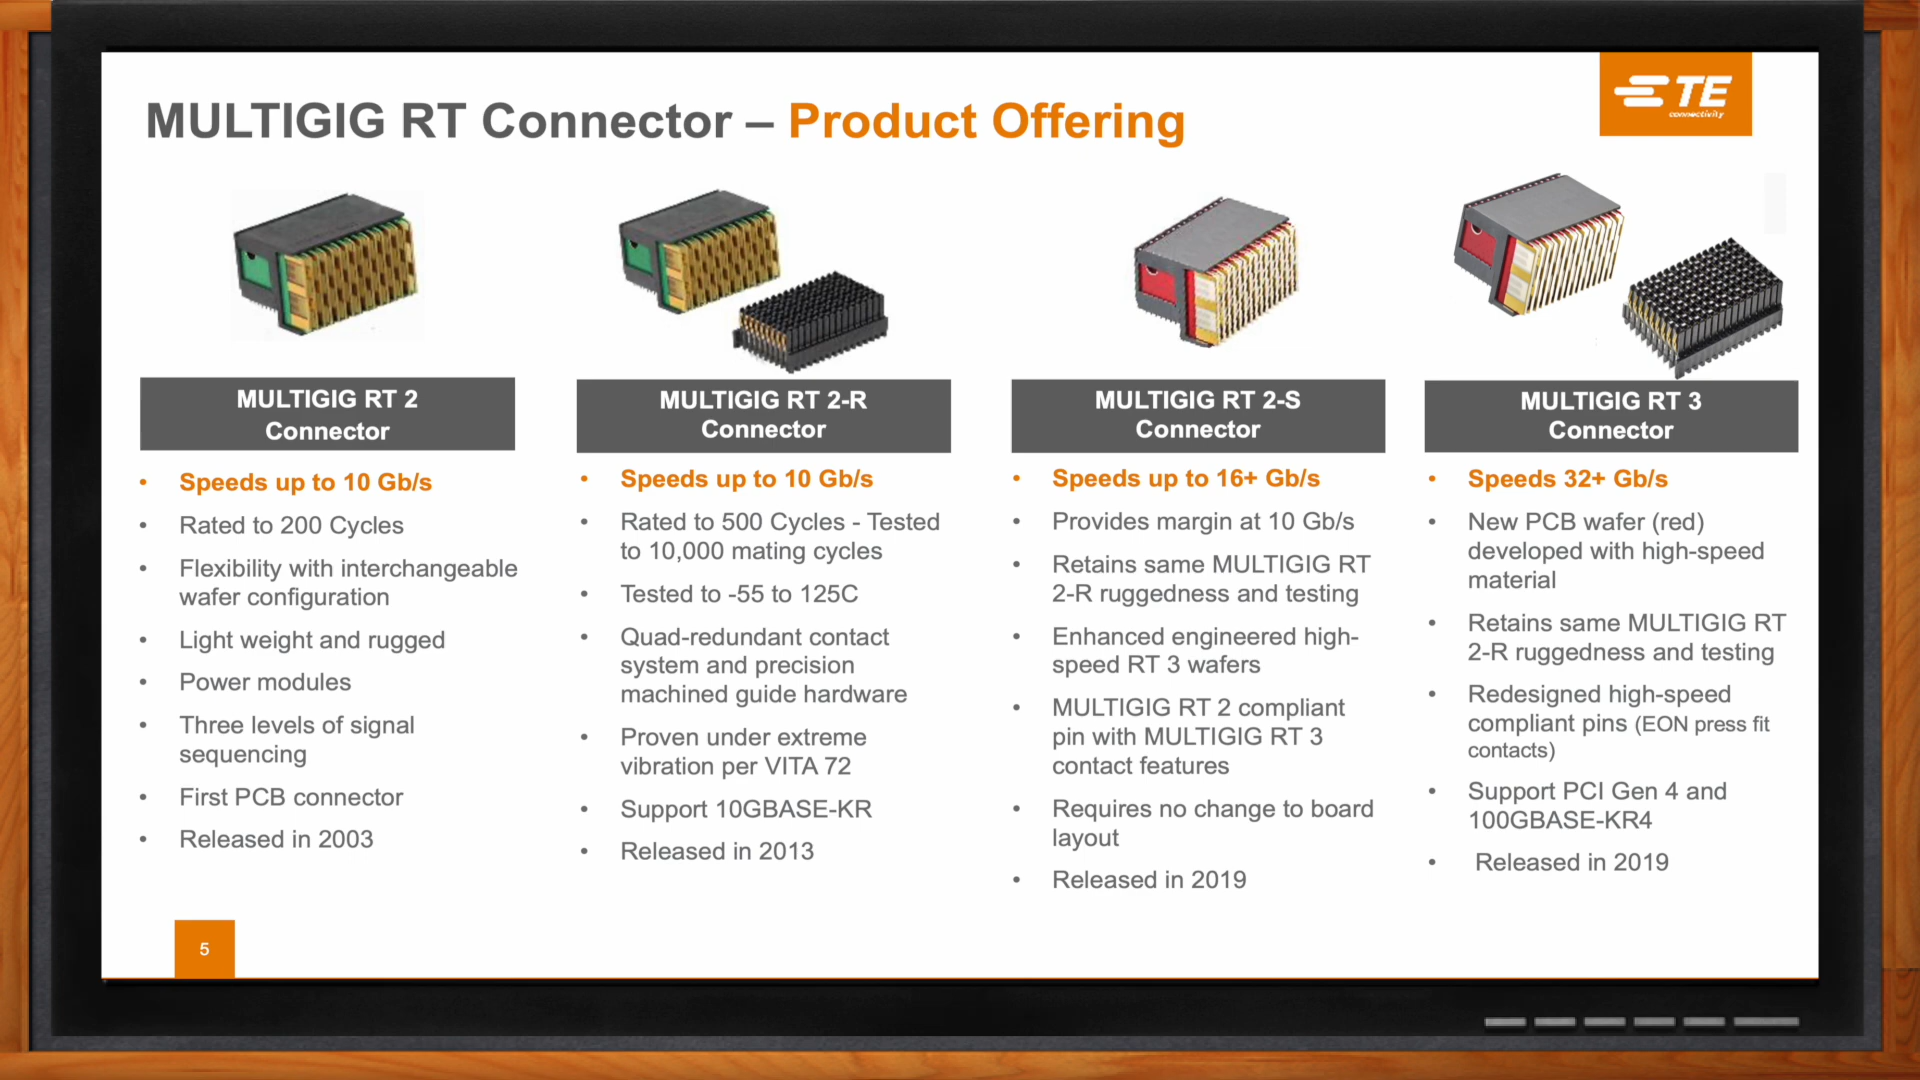 MULTIGIG RT Connector – Product Offering
TE
connectivity
MULTIGIG RT 2
Connector
• Speeds up to 10 Gb/s
• Rated to 200 Cycles
• Flexibility with interchangeable
wafer configuration
• Light weight and rugged
• Power modules
• Three levels of signal
sequencing
• First PCB connector
• Released in 2003
MULTIGIG RT 2-R
Connector
• Speeds up to 10 Gb/s
• Rated to 500 Cycles - Tested
to 10,000 mating cycles
• Tested to -55 to 125C
• Quad-redundant contact
system and precision
machined guide hardware
• Proven under extreme
vibration per VITA 72
• Support 10GBASE-KR
• Released in 2013
MULTIGIG RT 2-S
Connector
• Speeds up to 16+ Gb/s
• Provides margin at 10 Gb/s
• Retains same MULTIGIG RT
2-R ruggedness and testing
• Enhanced engineered high-
speed RT 3 wafers
• MULTIGIG RT 2 compliant
pin with MULTIGIG RT 3
contact features
• Requires no change to board
layout
• Released in 2019
MULTIGIG RT 3
Connector
• Speeds 32+ Gb/s
• New PCB wafer (red)
developed with high-speed
material
• Retains same MULTIGIG RT
2-R ruggedness and testing
• Redesigned high-speed
compliant pins (EON press fit
contacts)
• Support PCI Gen 4 and
100GBASE-KR4
• Released in 2019
5